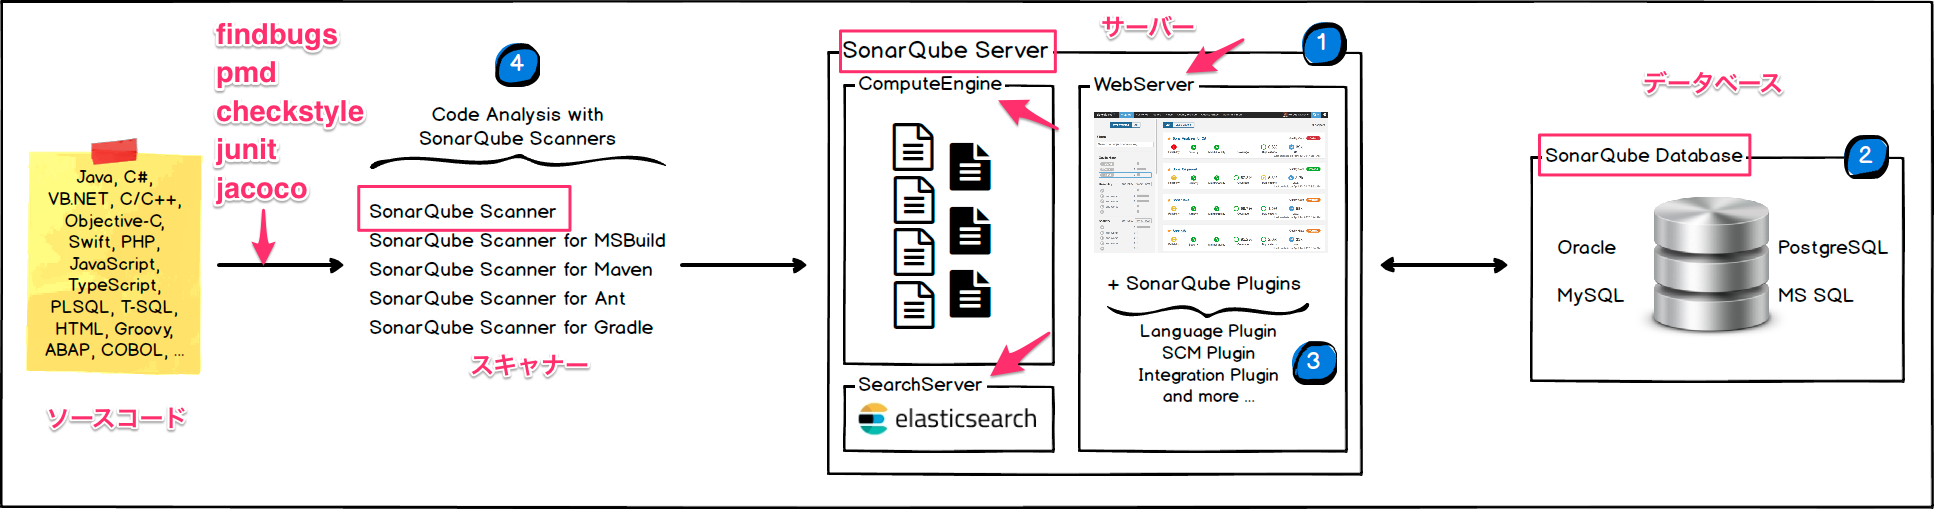 findbugs
pmd
checkstyle
junit
jacoco
Java, C#,
VB.NET, C/C++,
Objective-C,
Swift, PHP,
JavaScript,
TypeScript,
PLSQL, T-SQL,
HTML, Groovy,
ABAP, COBOL, ...
ソースコード
4
Code Analysis with
SonarQube Scanners
SonarQube Scanner
SonarQube Scanner for MSBuild
SonarQube Scanner for Maven
SonarQube Scanner for Ant
SonarQube Scanner for Gradle
スキャナー
サーバー
1
SonarQube Server
ComputeEngine
SearchServer
elasticsearch
WebServer
+ SonarQube Plugins
Language Plugin
SCM Plugin
Integration Plugin
and more ...
3
データベース
2
SonarQube Database
Oracle
PostgreSQL
MySQL
MS SQL